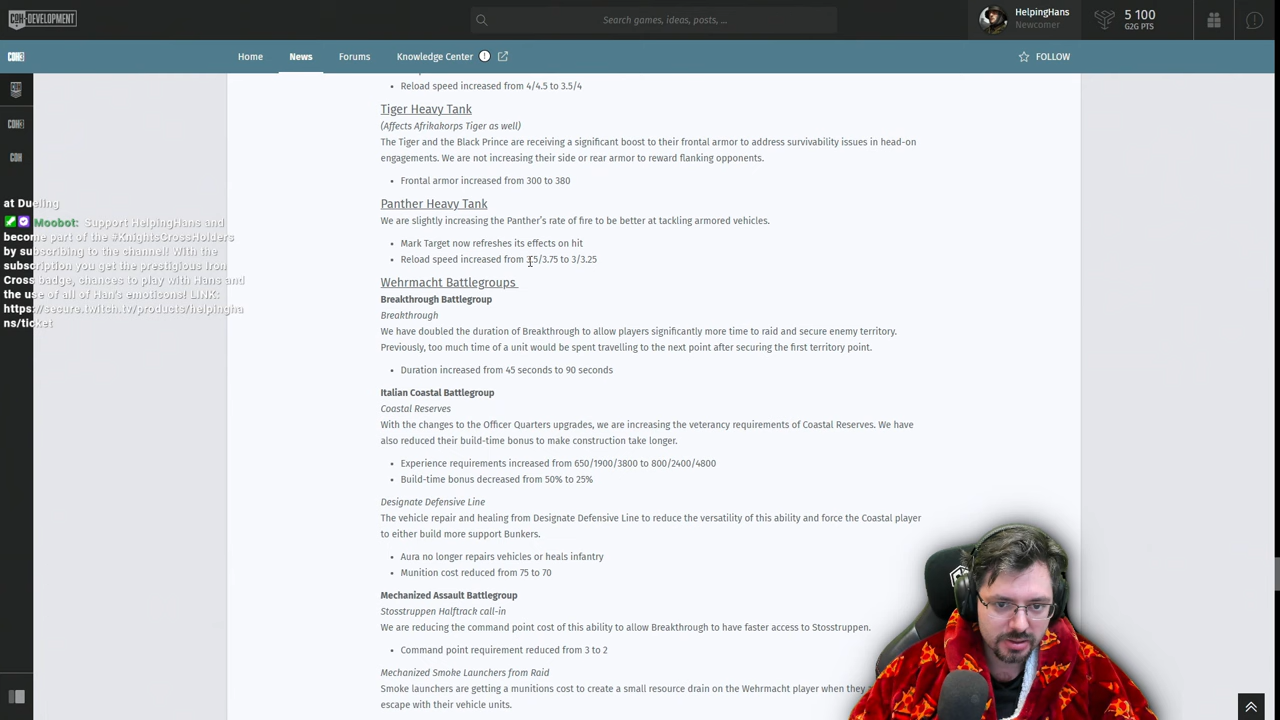 COH-DEVELOPMENT
Search games, ideas, posts, ...
HelpingHans
Newcomer
5 100
G2G PTS
Home
News
Forums
Knowledge Center
FOLLOW
Reload speed increased from 4/4.5 to 3.5/4
Tiger Heavy Tank
(Affects Afrikakorps Tiger as well)
The Tiger and the Black Prince are receiving a significant boost to their frontal armor to address survivability issues in head-on
engagements. We are not increasing their side or rear armor to reward flanking opponents.
Frontal armor increased from 300 to 380
Panther Heavy Tank
We are slightly increasing the Panther's rate of fire to be better at tackling armored vehicles.
Mark Target now refreshes its effects on hit
Reload speed increased from 3.5/3.75 to 3/3.25
Wehrmacht Battlegroups
Breakthrough Battlegroup
Breakthrough
We have doubled the duration of Breakthrough to allow players significantly more time to raid and secure enemy territory.
Previously, too much time of a unit would be spent travelling to the next point after securing the first territory point.
Duration increased from 45 seconds to 90 seconds
Italian Coastal Battlegroup
Coastal Reserves
With the changes to the Officer Quarters upgrades, we are increasing the veterancy requirements of Coastal Reserves. We have
also reduced their build-time bonus to make construction take longer.
Experience requirements increased from 650/1900/3800 to 800/2400/4800
Build-time bonus decreased from 50% to 25%
Designate Defensive Line
The vehicle repair and healing from Designate Defensive Line to reduce the versatility of this ability and force the Coastal player
to either build more support Bunkers.
Aura no longer repairs vehicles or heals infantry
Munition cost reduced from 75 to 70
Mechanized Assault Battlegroup
Stosstruppen Halftrack call-in
We are reducing the command point cost of this ability to allow Breakthrough to have faster access to Stosstruppen.
Command point requirement reduced from 3 to 2
Mechanized Smoke Launchers from Raid
Smoke launchers are getting a munitions cost to create a small resource drain on the Wehrmacht player when they
escape with their vehicle units.
at Dueling
Moobot: Support HelpingHans and
become part of the #KnightsCrossHolders
by subscribing to the channel! With the
subscription you get the prestigious Iron
Cross badge, chances to play with Hans and
the use of all of Han's emoticons! LINK:
https://secure.twitch.tv/products/helpingha
ns/ticket